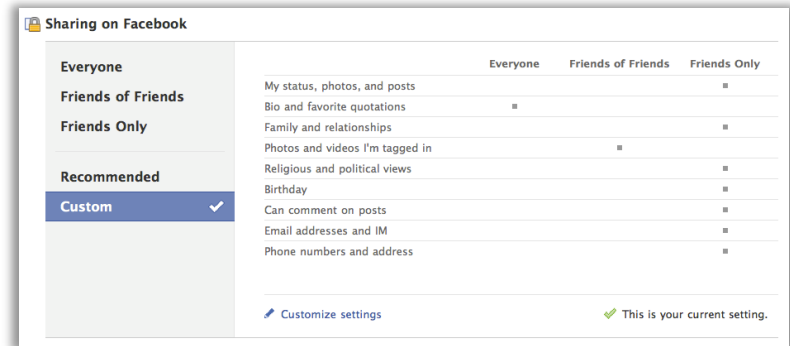 Sharing on Facebook
Everyone
Friends of Friends
Friends Only
Recommended
Custom
Everyone Friends of Friends Friends Only
My status, photos, and posts
Bio and favorite quotations
Family and relationships
Photos and videos I'm tagged in
Religious and political views
Birthday
Can comment on posts
Email addresses and IM
Phone numbers and address
Customize settings This is your current setting.